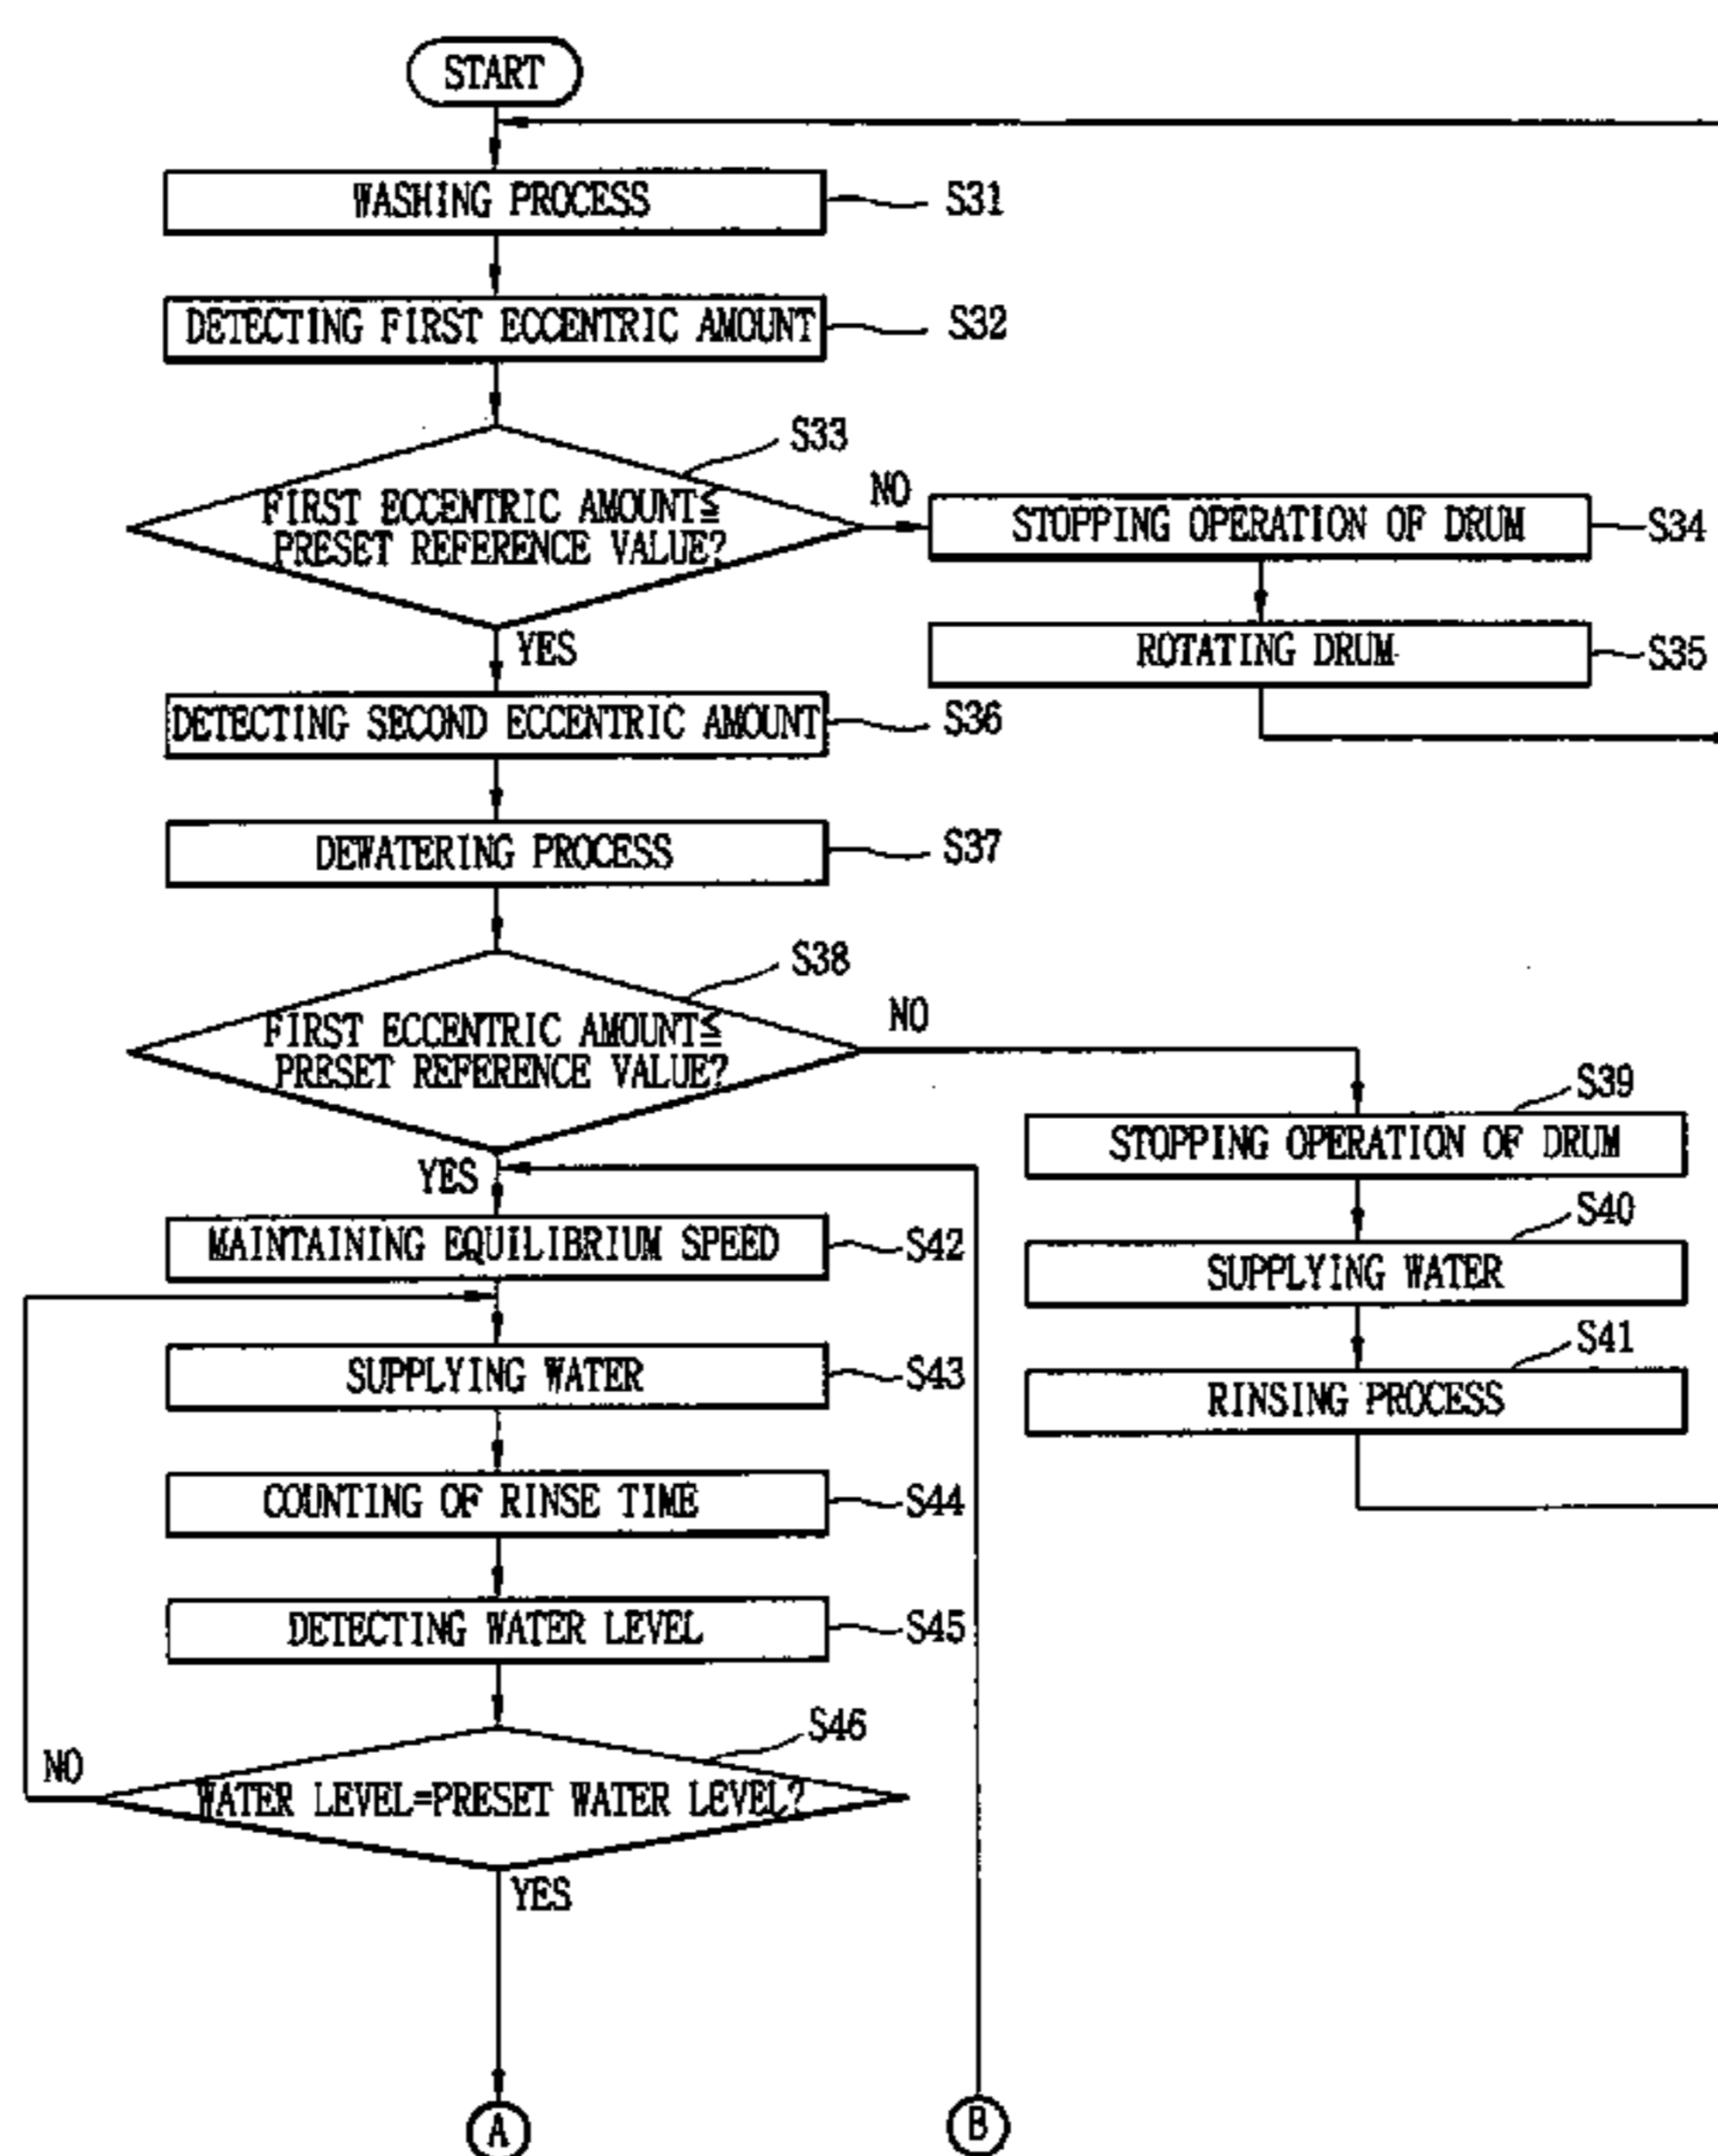 START
WASHING PROCESS
S31
DETECTING FIRST ECCENTRIC AMOUNT
S32
S33
FIRST ECCENTRIC AMOUNT≦
PRESET REFERENCE VALUE?
NO
STOPPING OPERATION OF DRUM
S34
YES
ROTATING DRUM
S35
DETECTING SECOND ECCENTRIC AMOUNT
S36
DEWATERING PROCESS
S37
S38
FIRST ECCENTRIC AMOUNT≦
PRESET REFERENCE VALUE?
NO
S39
STOPPING OPERATION OF DRUM
YES
S40
MAINTAINING EQUILIBRIUM SPEED
S42
SUPPLYING WATER
S41
SUPPLYING WATER
S43
RINSING PROCESS
COUNTING OF RINSE TIME
S44
DETECTING WATER LEVEL
S45
S46
NO
WATER LEVEL=PRESET WATER LEVEL?
YES
A
B